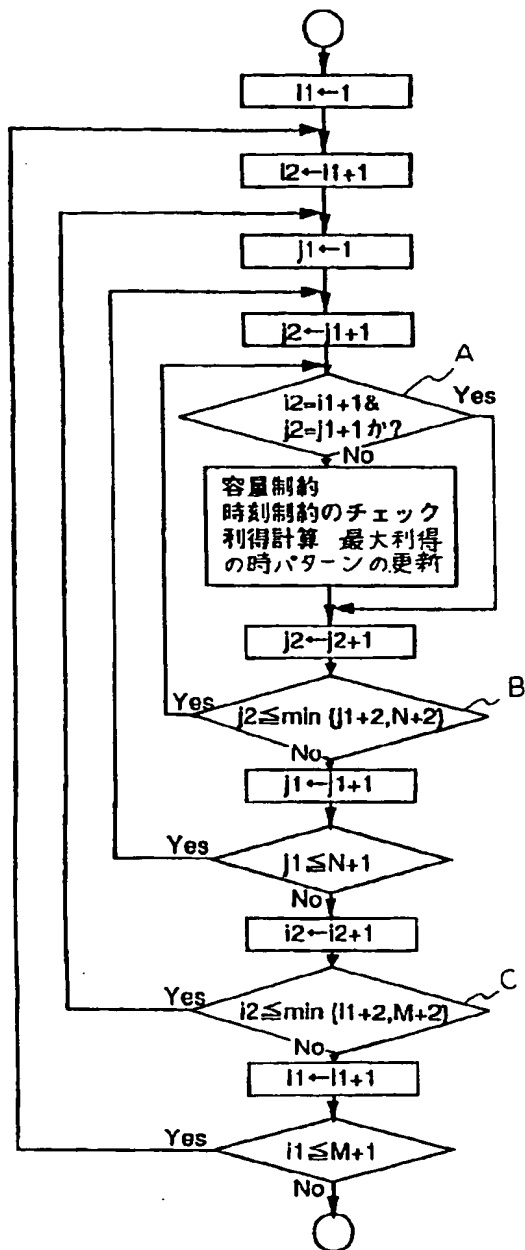 i1←1
i2←i1+1
j1←1
j2←j1+1
A
Yes
i2=i1+1&
j2=j1+1か?
No
容量制約
時刻制約のチェック
利得計算 最大利得
の時パターンの更新
j2←j2+1
Yes
B
j2≦min{j1+2,N+2}
No
j1←j1+1
Yes
j1≦N+1
No
i2←i2+1
C
Yes
i2≦min{i1+2,M+2}
No
i1←i1+1
Yes
i1≦M+1
No